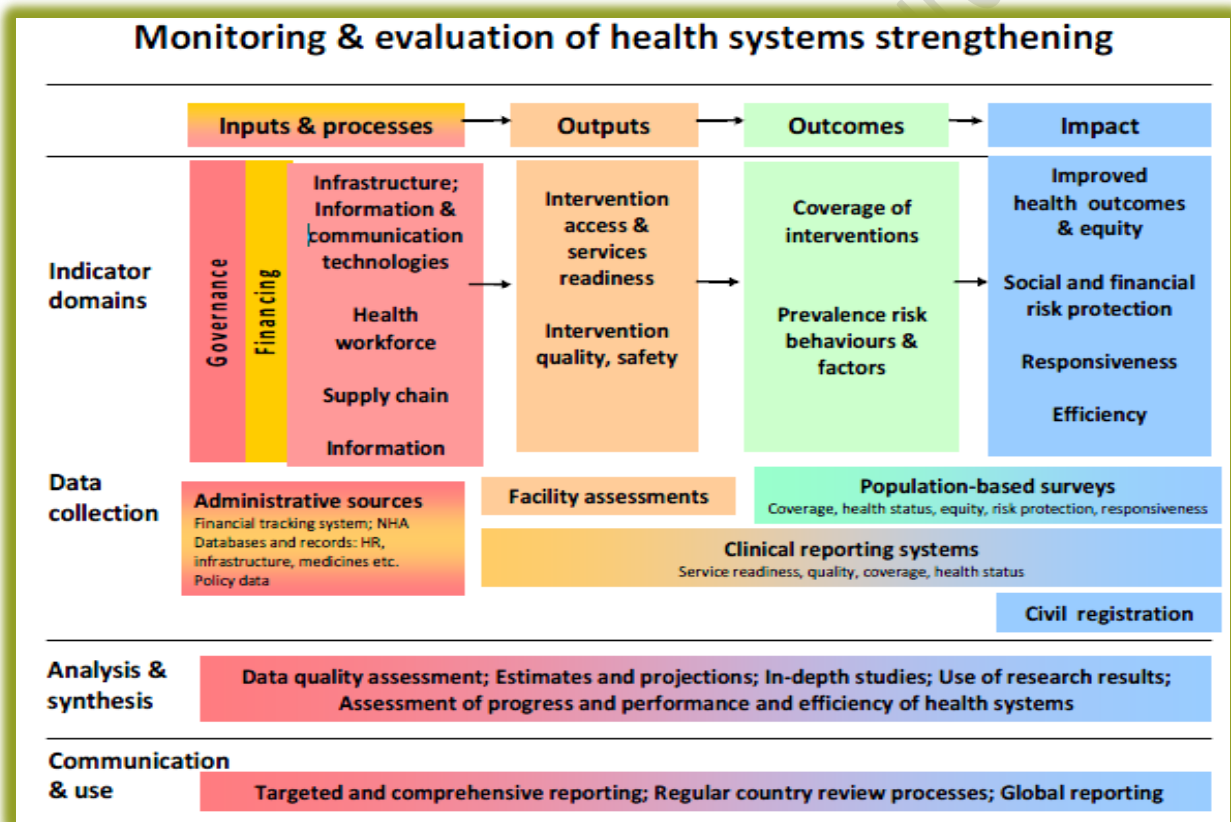 Monitoring & evaluation of health systems strengthening
Inputs & processes
Outputs
Outcomes
Impact
Indicator
domains
Governance
Financing
Infrastructure;
Information &
communication
technologies
Health
workforce
Supply chain
Information
Intervention
access &
services
readiness
Intervention
quality, safety
Coverage of
interventions
Prevalence risk
behaviours &
factors
Improved
health outcomes
& equity
Social and financial
risk protection
Responsiveness
Efficiency
Data
collection
Administrative sources
Financial tracking system; NHA
Databases and records: HR,
infrastructure, medicines etc.
Policy data
Facility assessments
Population-based surveys
Coverage, health status, equity, risk protection, responsiveness
Clinical reporting systems
Service readiness, quality, coverage, health status
Civil registration
Analysis &
synthesis
Data quality assessment; Estimates and projections; In-depth studies; Use of research results;
Assessment of progress and performance and efficiency of health systems
Communication
& use
Targeted and comprehensive reporting; Regular country review processes; Global reporting